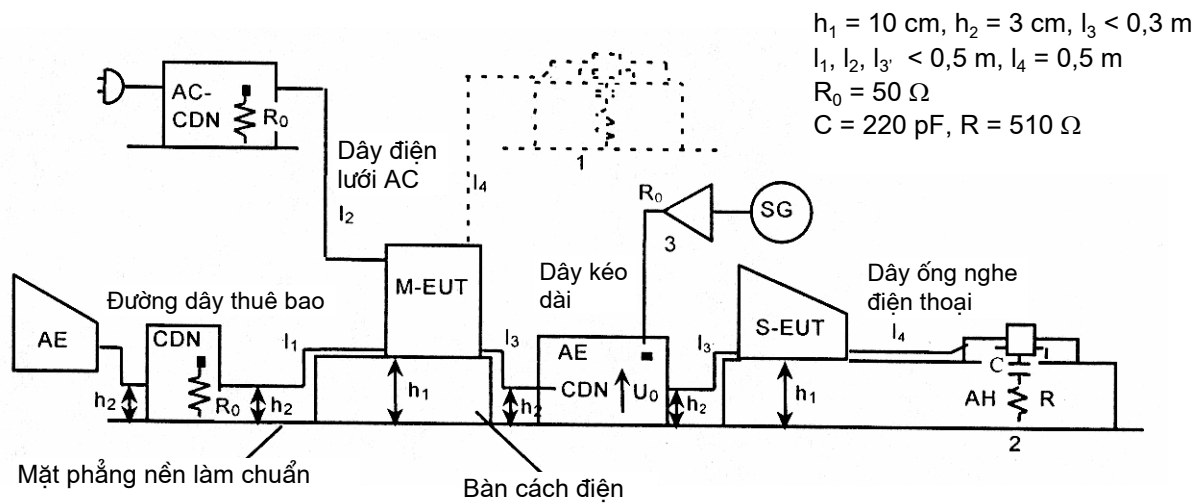 h₁ = 10 cm, h₂ = 3 cm, l₃ < 0,3 m
l₁, l₂, l₃' < 0,5 m, l₄ = 0,5 m
R₀ = 50 Ω
C = 220 pF, R = 510 Ω
AC-
CDN
R₀
Dây điện
lưới AC
l₂
l₄
1
R₀
3
SG
AE
Đường dây thuê bao
CDN
R₀
h₂
h₂
l₁
M-EUT
h₁
l₃
Dây kéo
dài
AE
CDN
U₀
h₂
h₂
l₃
S-EUT
h₁
Dây ống nghe
điện thoại
l₄
C
AH
R
2
Mặt phẳng nền làm chuẩn
Bàn cách điện